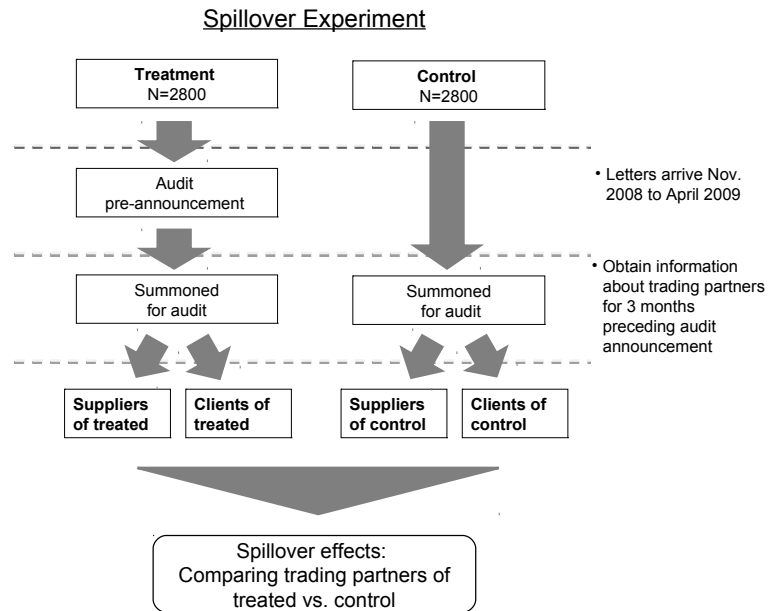 Spillover Experiment
Treatment
N=2800
Control
N=2800
Audit
pre-announcement
• Letters arrive Nov.
2008 to April 2009
Summoned
for audit
Summoned
for audit
• Obtain information
about trading partners
for 3 months
preceding audit
announcement
Suppliers
of treated
Clients of
treated
Suppliers
of control
Clients of
control
Spillover effects:
Comparing trading partners of
treated vs. control